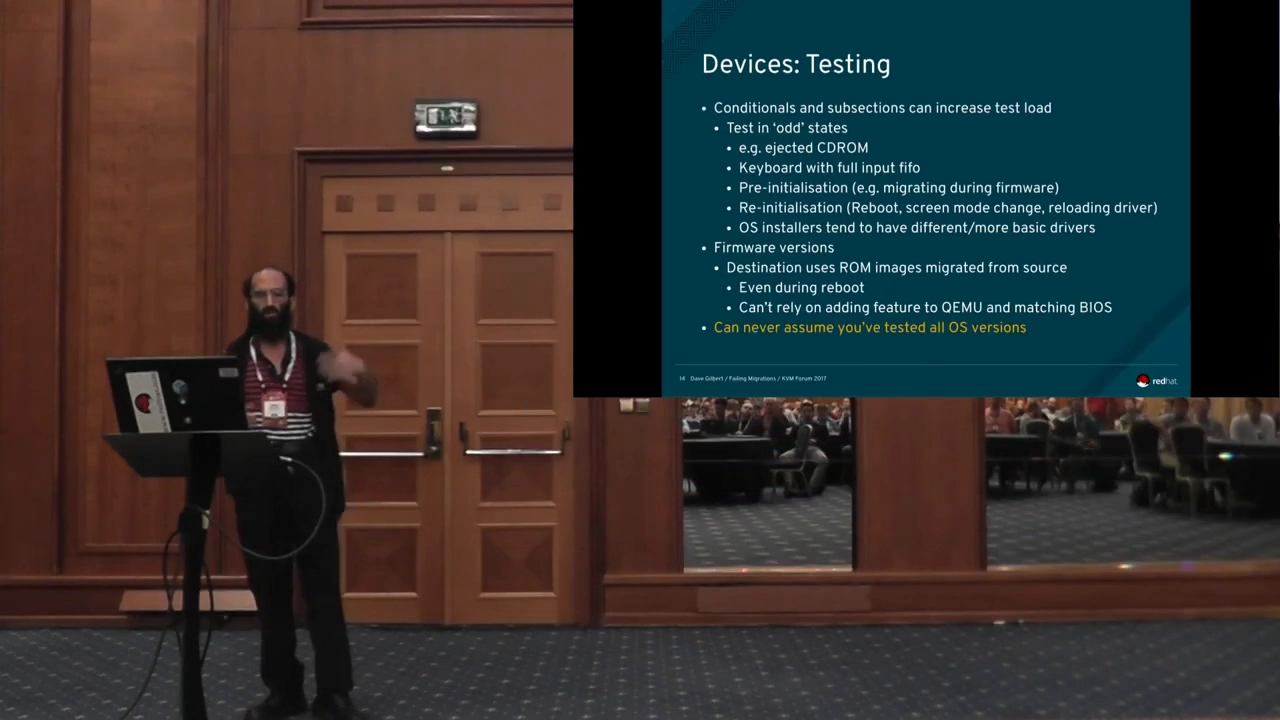 Devices: Testing
• Conditionals and subsections can increase test load
• Test in ‘odd’ states
• e.g. ejected CDROM
• Keyboard with full input fifo
• Pre-initialisation (e.g. migrating during firmware)
• Re-initialisation (Reboot, screen mode change, reloading driver)
• OS installers tend to have different/more basic drivers
• Firmware versions
• Destination uses ROM images migrated from source
• Even during reboot
• Can’t rely on adding feature to QEMU and matching BIOS
• Can never assume you’ve tested all OS versions
14 Dave Gilbert / Failing Migrations / KVM Forum 2017
redhat.